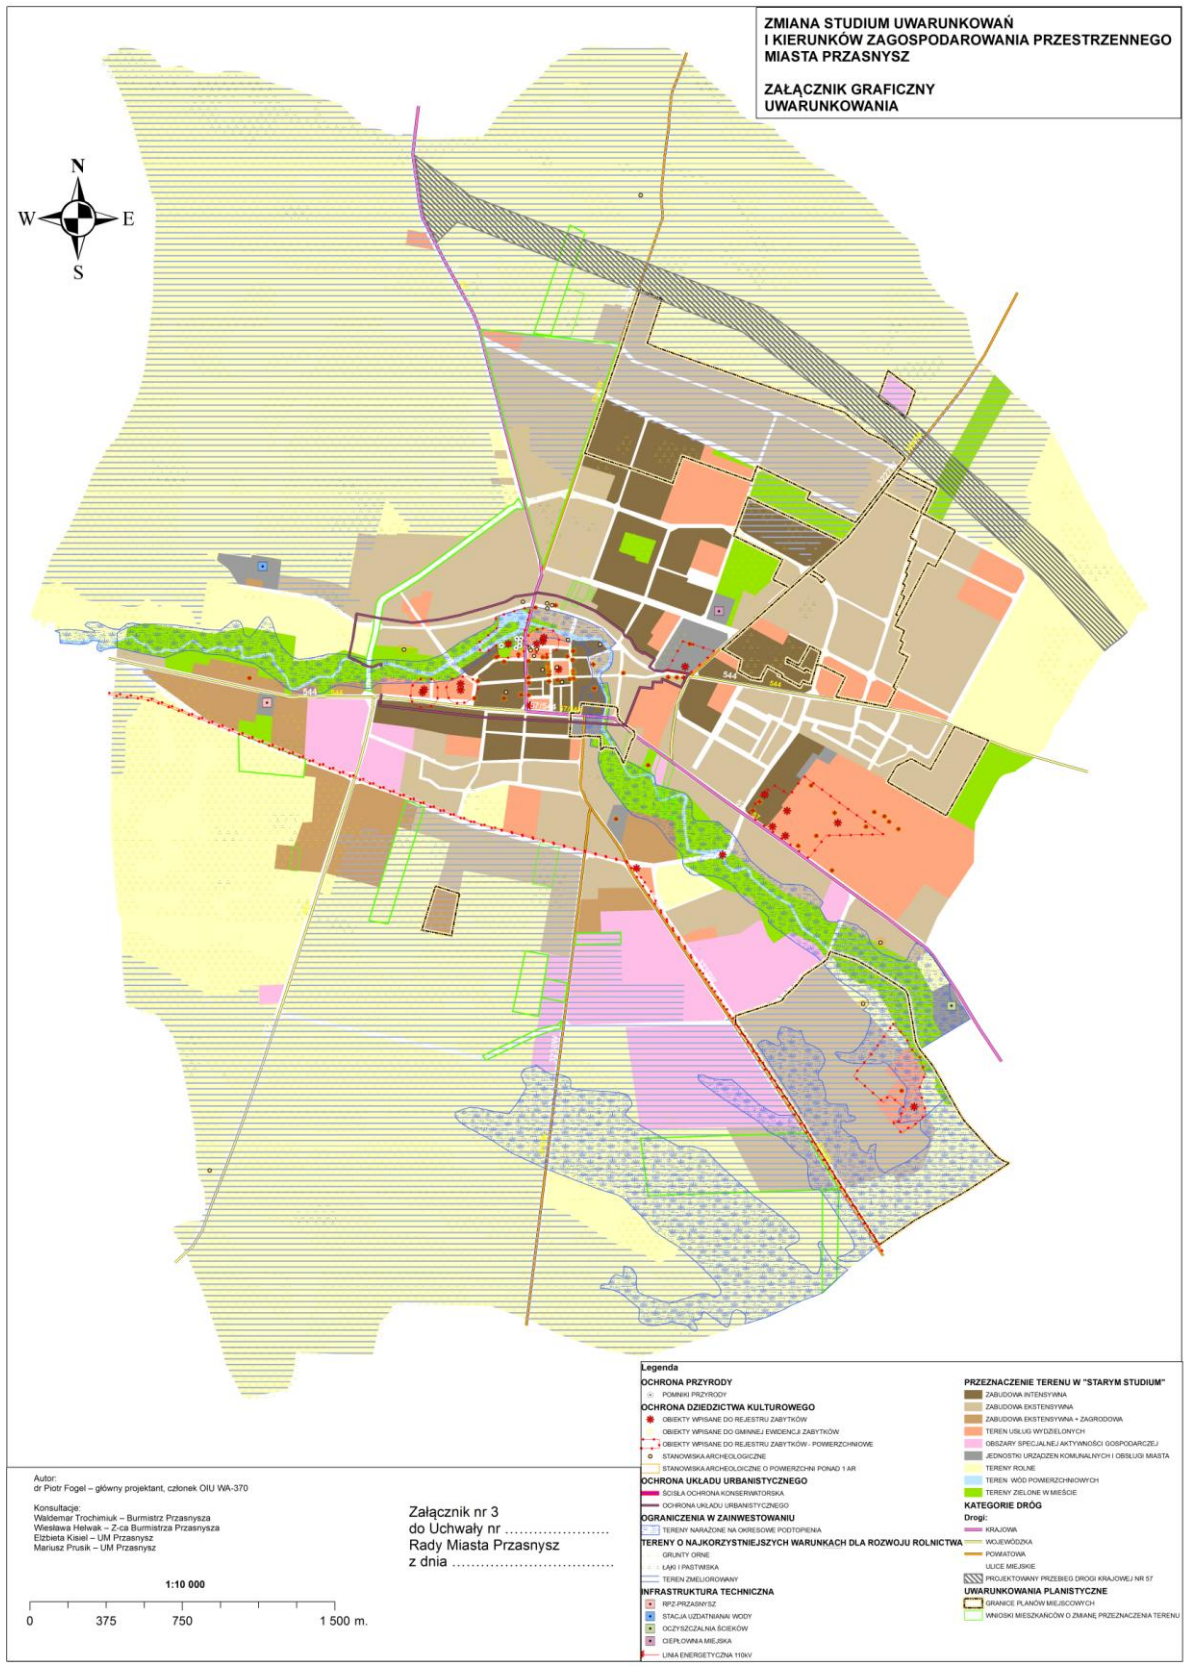 ZMIANA STUDIUM UWARUNKOWAŃ
I KIERUNKÓW ZAGOSPODAROWANIA PRZESTRZENNEGO
MIASTA PRZASNYSZ
ZAŁĄCZNIK GRAFICZNY
UWARUNKOWANIA
N
W E
S
544
544
544
544
57/544
Legenda
OCHRONA PRZYRODY
POMNIKI PRZYRODY
OCHRONA DZIEDZICTWA KULTUROWEGO
OBIEKTY WPISANE DO REJESTRU ZABYTKÓW
OBIEKTY WPISANE DO GMINNEJ EWIDENCJI ZABYTKÓW
OBIEKTY WPISANE DO REJESTRU ZABYTKÓW - POWIERZCHNIOWE
STANOWISKA ARCHEOLOGICZNE
STANOWISKA ARCHEOLOGICZNE O POWIERZCHNI PONAD 1 AR
OCHRONA UKŁADU URBANISTYCZNEGO
ŚCISŁA OCHRONA KONSERWATORSKA
OCHRONA UKŁADU URBANISTYCZNEGO
OGRANICZENIA W ZAINWESTOWANIU
TERENY NARAŻONE NA OKRESOWE PODTOPIENIA
TERENY O NAJKORZYSTNIEJSZYCH WARUNKACH DLA ROZWOJU ROLNICTWA
GRUNTY ORNE
ŁĄKI I PASTWISKA
TEREN ZMELIOROWANY
INFRASTRUKTURA TECHNICZNA
RPZ-PRZASNYSZ
STACJA UZDATNIANIA WODY
OCZYSZCZALNIA ŚCIEKÓW
CIEPŁOWNIA MIEJSKA
LINIA ENERGETYCZNA 110kV
PRZEZNACZENIE TERENU W "STARYM STUDIUM"
ZABUDOWA INTENSYWNA
ZABUDOWA EKSTENSYWNA
ZABUDOWA EKSTENSYWNA + ZAGRODOWA
TEREN USŁUG WYDZIELONYCH
OBSZARY SPECJALNEJ AKTYWNOŚCI GOSPODARCZEJ
JEDNOSTKI URZĄDZEŃ KOMUNALNYCH I OBSŁUGI MIASTA
TERENY ROLNE
TEREN WÓD POWIERZCHNIOWYCH
TERENY ZIELONE W MIEŚCIE
KATEGORIE DRÓG
Drogi:
KRAJOWA
WOJEWÓDZKA
POWIATOWA
ULICE MIEJSKIE
PROJEKTOWANY PRZEBIEG DROGI KRAJOWEJ NR 57
UWARUNKOWANIA PLANISTYCZNE
GRANICE PLANÓW MIEJSCOWYCH
WNIOSKI MIESZKAŃCÓW O ZMIANĘ PRZEZNACZENIA TERENU
Autor:
dr Piotr Fogel – główny projektant, członek OIU WA-370
Konsultacje:
Waldemar Trochimiuk – Burmistrz Przasnysza
Wiesława Helwak – Z-ca Burmistrza Przasnysza
Elżbieta Kisiel – UM Przasnysz
Mariusz Prusik – UM Przasnysz
1:10 000
0 375 750 1 500 m.
Załącznik nr 3
do Uchwały nr .....................
Rady Miasta Przasnysz
z dnia .................................